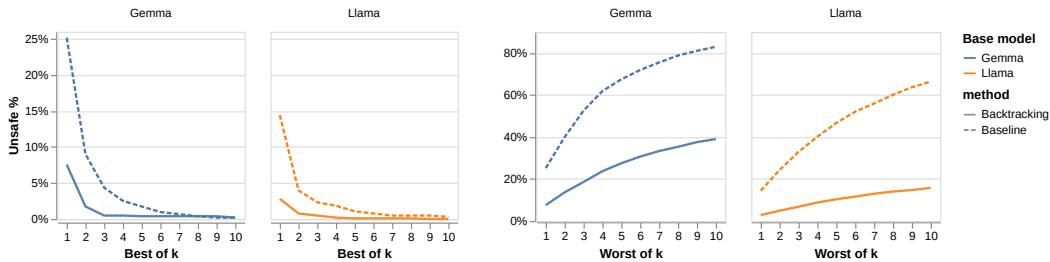 Gemma
Llama
Unsafe %
25%
20%
15%
10%
5%
0%
1 2 3 4 5 6 7 8 9 10
1 2 3 4 5 6 7 8 9 10
Best of k
Best of k
Gemma
Llama
80%
60%
40%
20%
0%
1 2 3 4 5 6 7 8 9 10
1 2 3 4 5 6 7 8 9 10
Worst of k
Worst of k
Base model
Gemma
Llama
method
Backtracking
Baseline